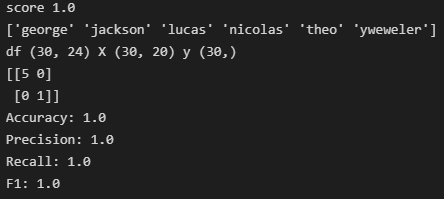 score 1.0
['george' 'jackson' 'lucas' 'nicolas' 'theo' 'yweweler']
df (30, 24) X (30, 20) y (30,)
[[5 0]
 [0 1]]
Accuracy: 1.0
Precision: 1.0
Recall: 1.0
F1: 1.0